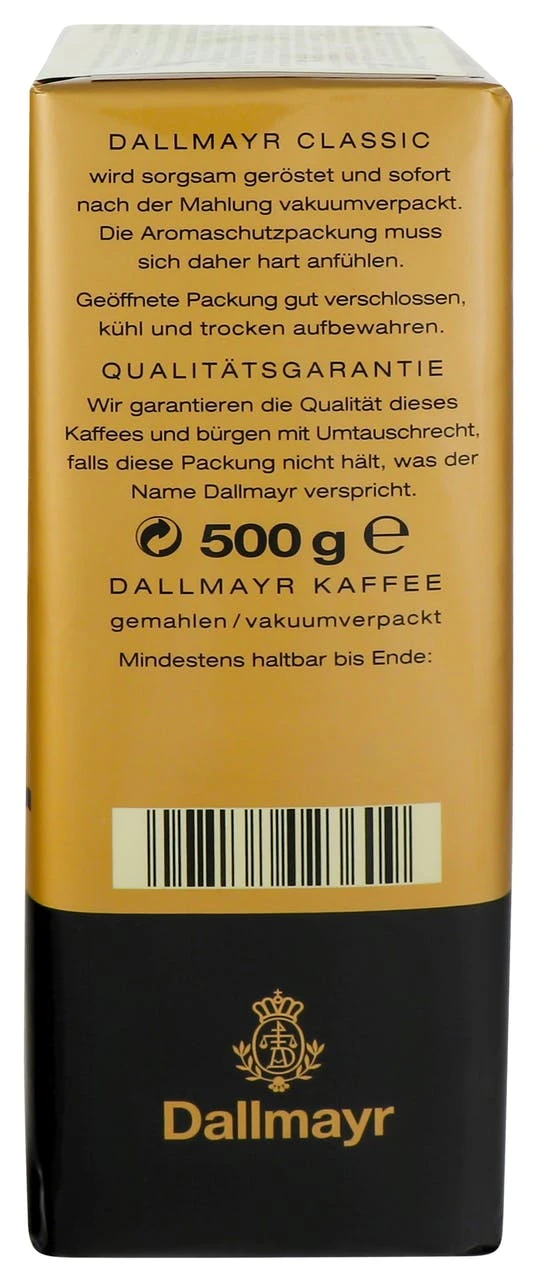 DALLMAYR CLASSIC
wird sorgsam geröstet und sofort
nach der Mahlung vakuumverpackt.
Die Aromaschutzpackung muss
sich daher hart anfühlen.
Geöffnete Packung gut verschlossen,
kühl und trocken aufbewahren.
QUALITÄTSGARANTIE
Wir garantieren die Qualität dieses
Kaffees und bürgen mit Umtauschrecht,
falls diese Packung nicht hält, was der
Name Dallmayr verspricht.
500 g ℮
DALLMAYR KAFFEE
gemahlen / vakuumverpackt
Mindestens haltbar bis Ende:
Dallmayr